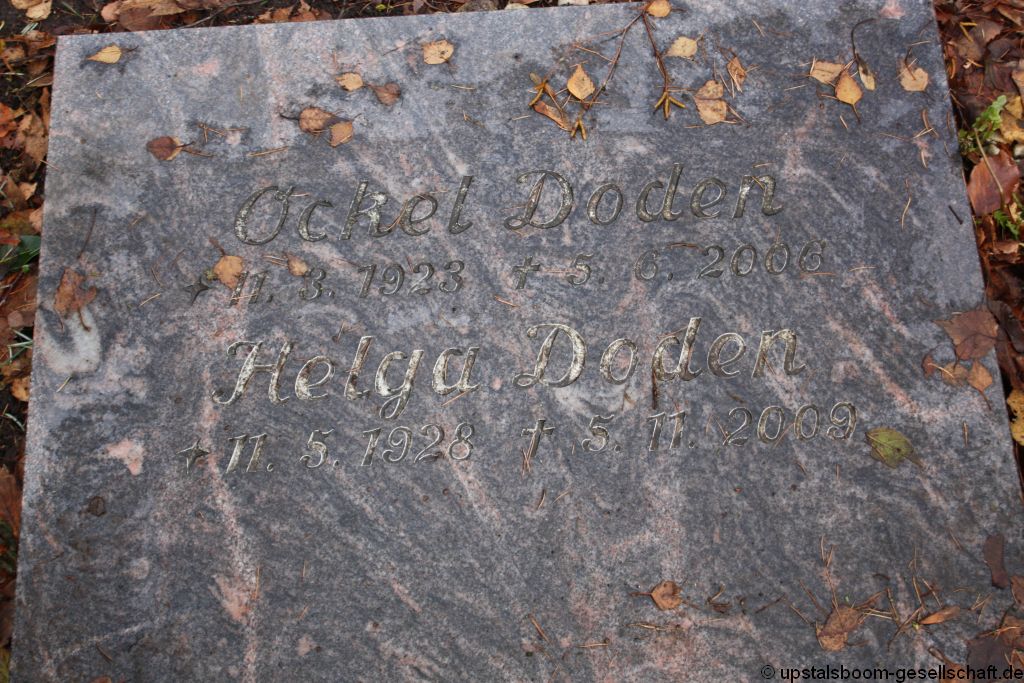 Ockel Doden
* 11. 3. 1923 † 5. 6. 2006
Helga Doden
* 11. 5. 1928 † 5. 11. 2009
© upstalsboom-gesellschaft.de